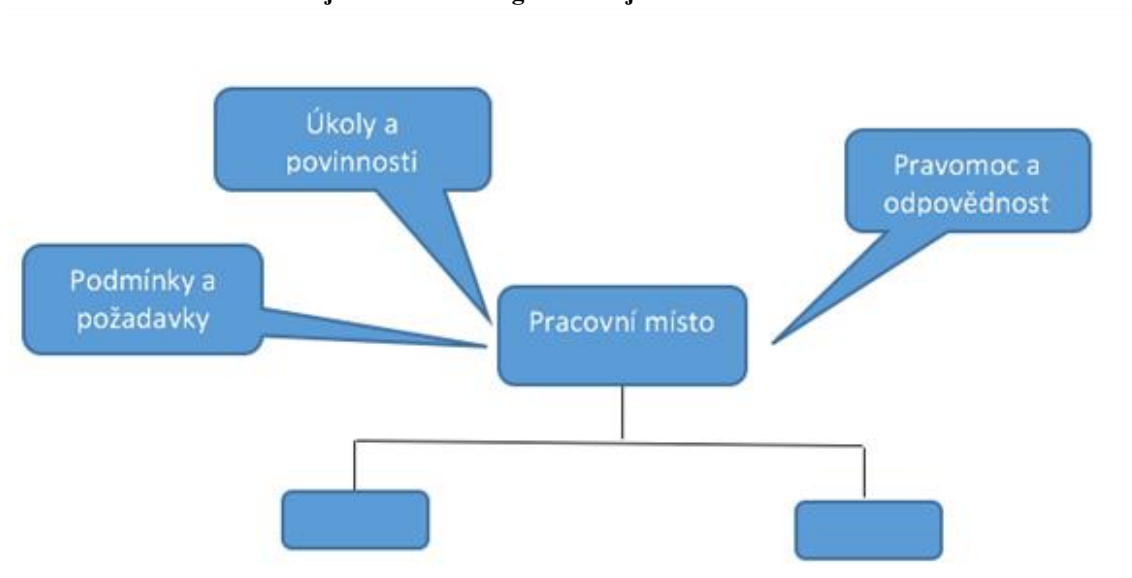 Úkoly a
povinnosti
Pravomoc a
odpovědnost
Podmínky a
požadavky
Pracovní místo